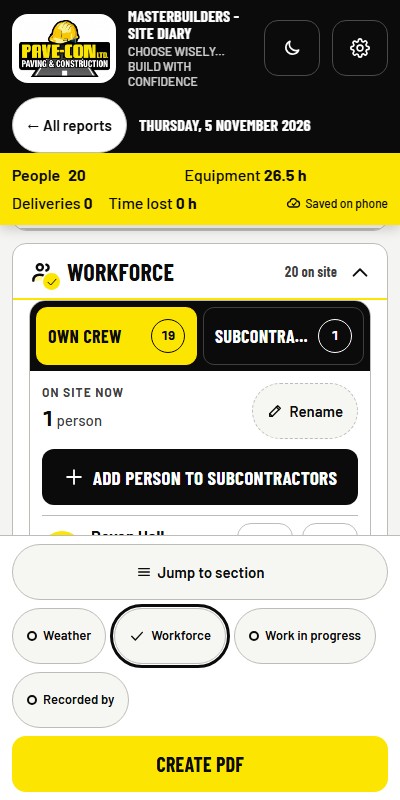 PAVE-CON LTD.
PAVING & CONSTRUCTION
MASTERBUILDERS -
SITE DIARY
CHOOSE WISELY...
BUILD WITH
CONFIDENCE
← All reports
THURSDAY, 5 NOVEMBER 2026
People 20
Equipment 26.5 h
Deliveries 0
Time lost 0 h
Saved on phone
WORKFORCE
20 on site
OWN CREW 19
SUBCONTRA... 1
ON SITE NOW
1 person
Rename
ADD PERSON TO SUBCONTRACTORS
Jump to section
Weather
Workforce
Work in progress
Recorded by
CREATE PDF